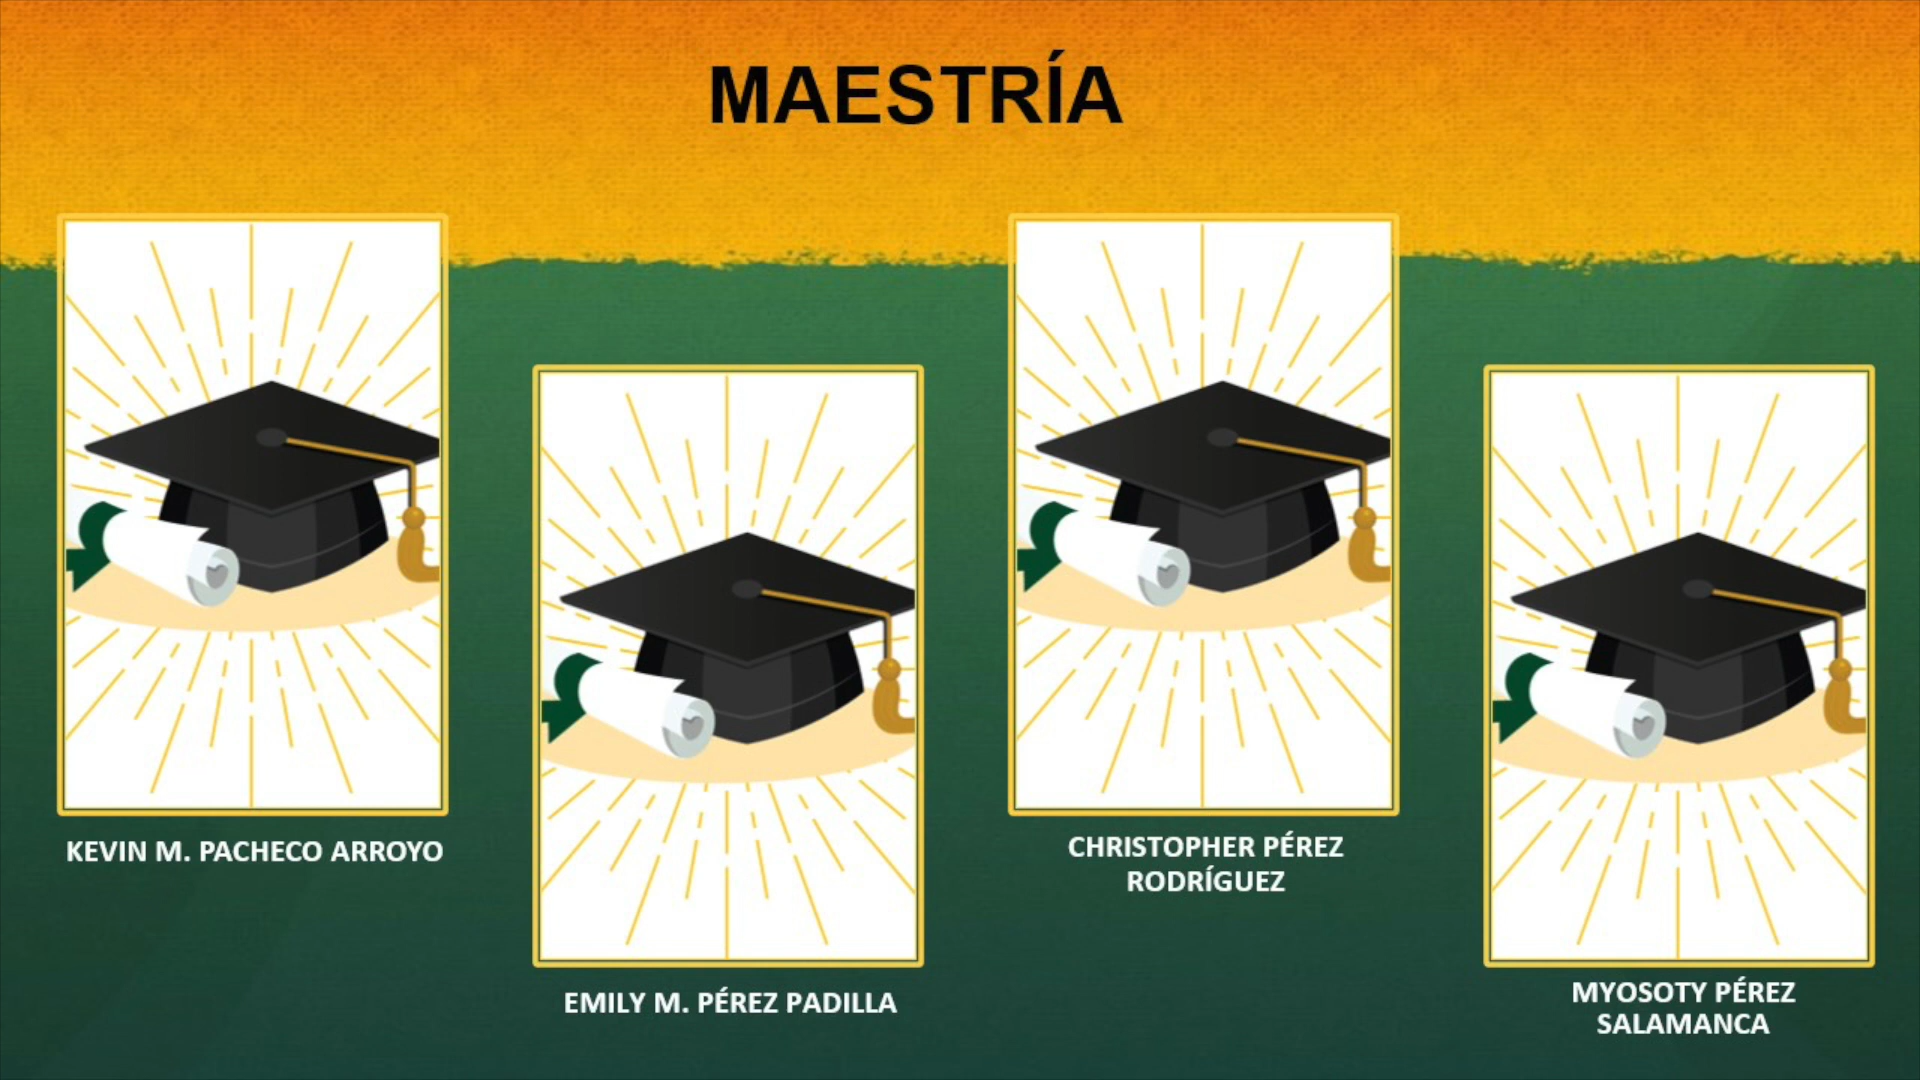 MAESTRÍA
KEVIN M. PACHECO ARROYO
EMILY M. PÉREZ PADILLA
CHRISTOPHER PÉREZ
RODRÍGUEZ
MYOSOTY PÉREZ
SALAMANCA